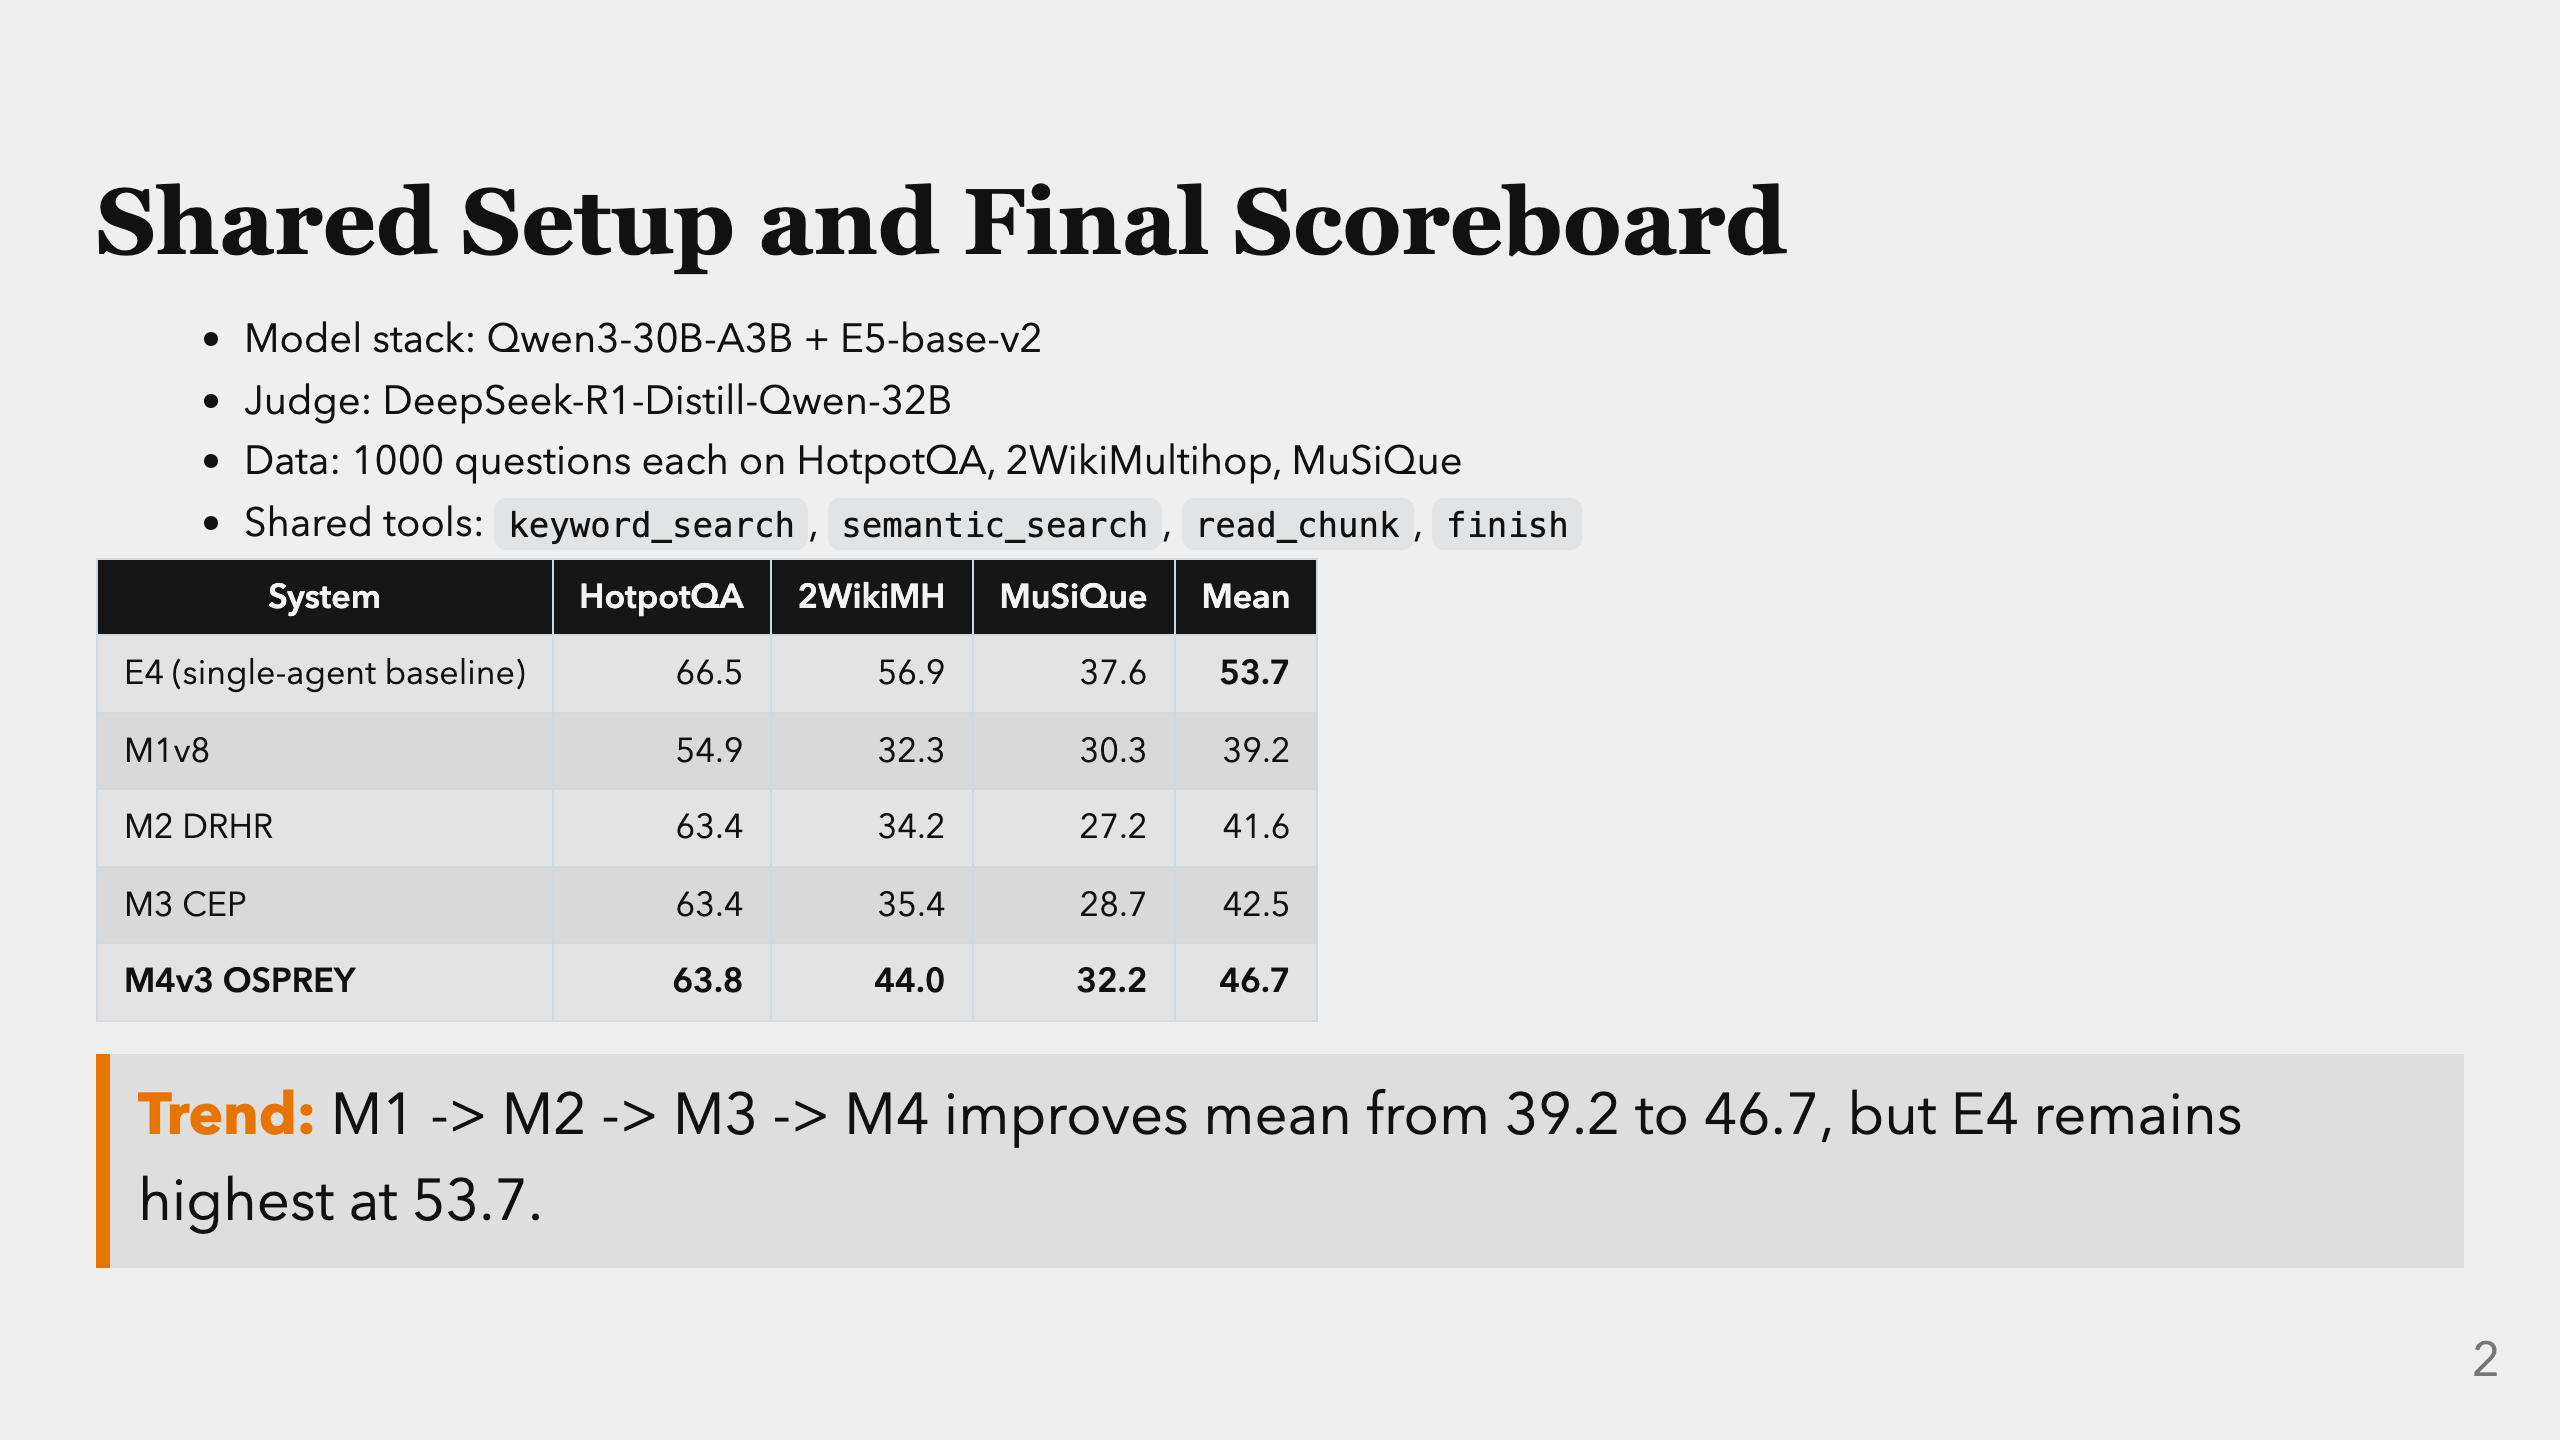 Shared Setup and Final Scoreboard
• Model stack: Qwen3-30B-A3B + E5-base-v2
• Judge: DeepSeek-R1-Distill-Qwen-32B
• Data: 1000 questions each on HotpotQA, 2WikiMultihop, MuSiQue
• Shared tools: keyword_search, semantic_search, read_chunk, finish
System HotpotQA 2WikiMH MuSiQue Mean
E4 (single-agent baseline) 66.5 56.9 37.6 53.7
M1v8 54.9 32.3 30.3 39.2
M2 DRHR 63.4 34.2 27.2 41.6
M3 CEP 63.4 35.4 28.7 42.5
M4v3 OSPREY 63.8 44.0 32.2 46.7
Trend: M1 -> M2 -> M3 -> M4 improves mean from 39.2 to 46.7, but E4 remains
highest at 53.7.
2